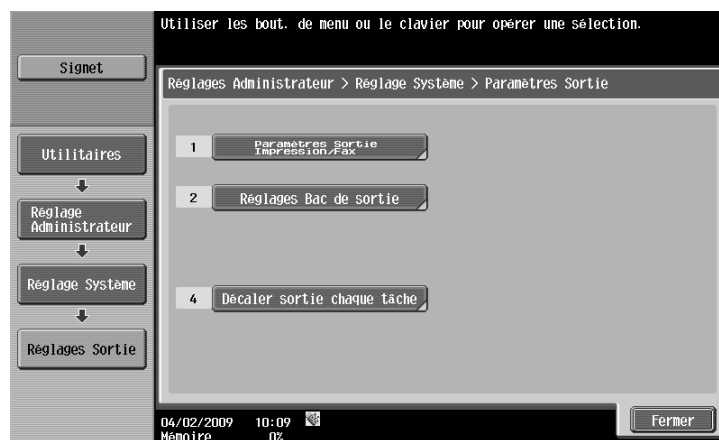 Utiliser les bout. de menu ou le clavier pour opérer une sélection.
Signet
Réglages Administrateur > Réglage Système > Paramètres Sortie
Utilitaires
Réglage
Administrateur
Réglage Système
Réglages Sortie
1 Paramètres Sortie
Impression/Fax
2 Réglages Bac de sortie
4 Décaler sortie chaque tâche
04/02/2009 10:09
Mémoire 0%
Fermer